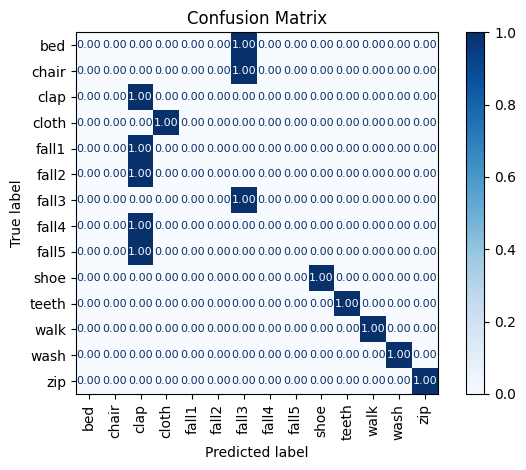 Confusion Matrix
True label
bed 0.00 0.00 0.00 0.00 0.00 0.00 1.00 0.00 0.00 0.00 0.00 0.00 0.00 0.00
chair 0.00 0.00 0.00 0.00 0.00 0.00 1.00 0.00 0.00 0.00 0.00 0.00 0.00 0.00
clap 0.00 0.00 1.00 0.00 0.00 0.00 0.00 0.00 0.00 0.00 0.00 0.00 0.00 0.00
cloth 0.00 0.00 0.00 1.00 0.00 0.00 0.00 0.00 0.00 0.00 0.00 0.00 0.00 0.00
fall1 0.00 0.00 1.00 0.00 0.00 0.00 0.00 0.00 0.00 0.00 0.00 0.00 0.00 0.00
fall2 0.00 0.00 1.00 0.00 0.00 0.00 0.00 0.00 0.00 0.00 0.00 0.00 0.00 0.00
fall3 0.00 0.00 0.00 0.00 0.00 0.00 1.00 0.00 0.00 0.00 0.00 0.00 0.00 0.00
fall4 0.00 0.00 1.00 0.00 0.00 0.00 0.00 0.00 0.00 0.00 0.00 0.00 0.00 0.00
fall5 0.00 0.00 1.00 0.00 0.00 0.00 0.00 0.00 0.00 0.00 0.00 0.00 0.00 0.00
shoe 0.00 0.00 0.00 0.00 0.00 0.00 0.00 0.00 0.00 1.00 0.00 0.00 0.00 0.00
teeth 0.00 0.00 0.00 0.00 0.00 0.00 0.00 0.00 0.00 0.00 1.00 0.00 0.00 0.00
walk 0.00 0.00 0.00 0.00 0.00 0.00 0.00 0.00 0.00 0.00 0.00 1.00 0.00 0.00
wash 0.00 0.00 0.00 0.00 0.00 0.00 0.00 0.00 0.00 0.00 0.00 0.00 1.00 0.00
zip 0.00 0.00 0.00 0.00 0.00 0.00 0.00 0.00 0.00 0.00 0.00 0.00 0.00 1.00
bed chair clap cloth fall1 fall2 fall3 fall4 fall5 shoe teeth walk wash zip
Predicted label
1.0
0.8
0.6
0.4
0.2
0.0